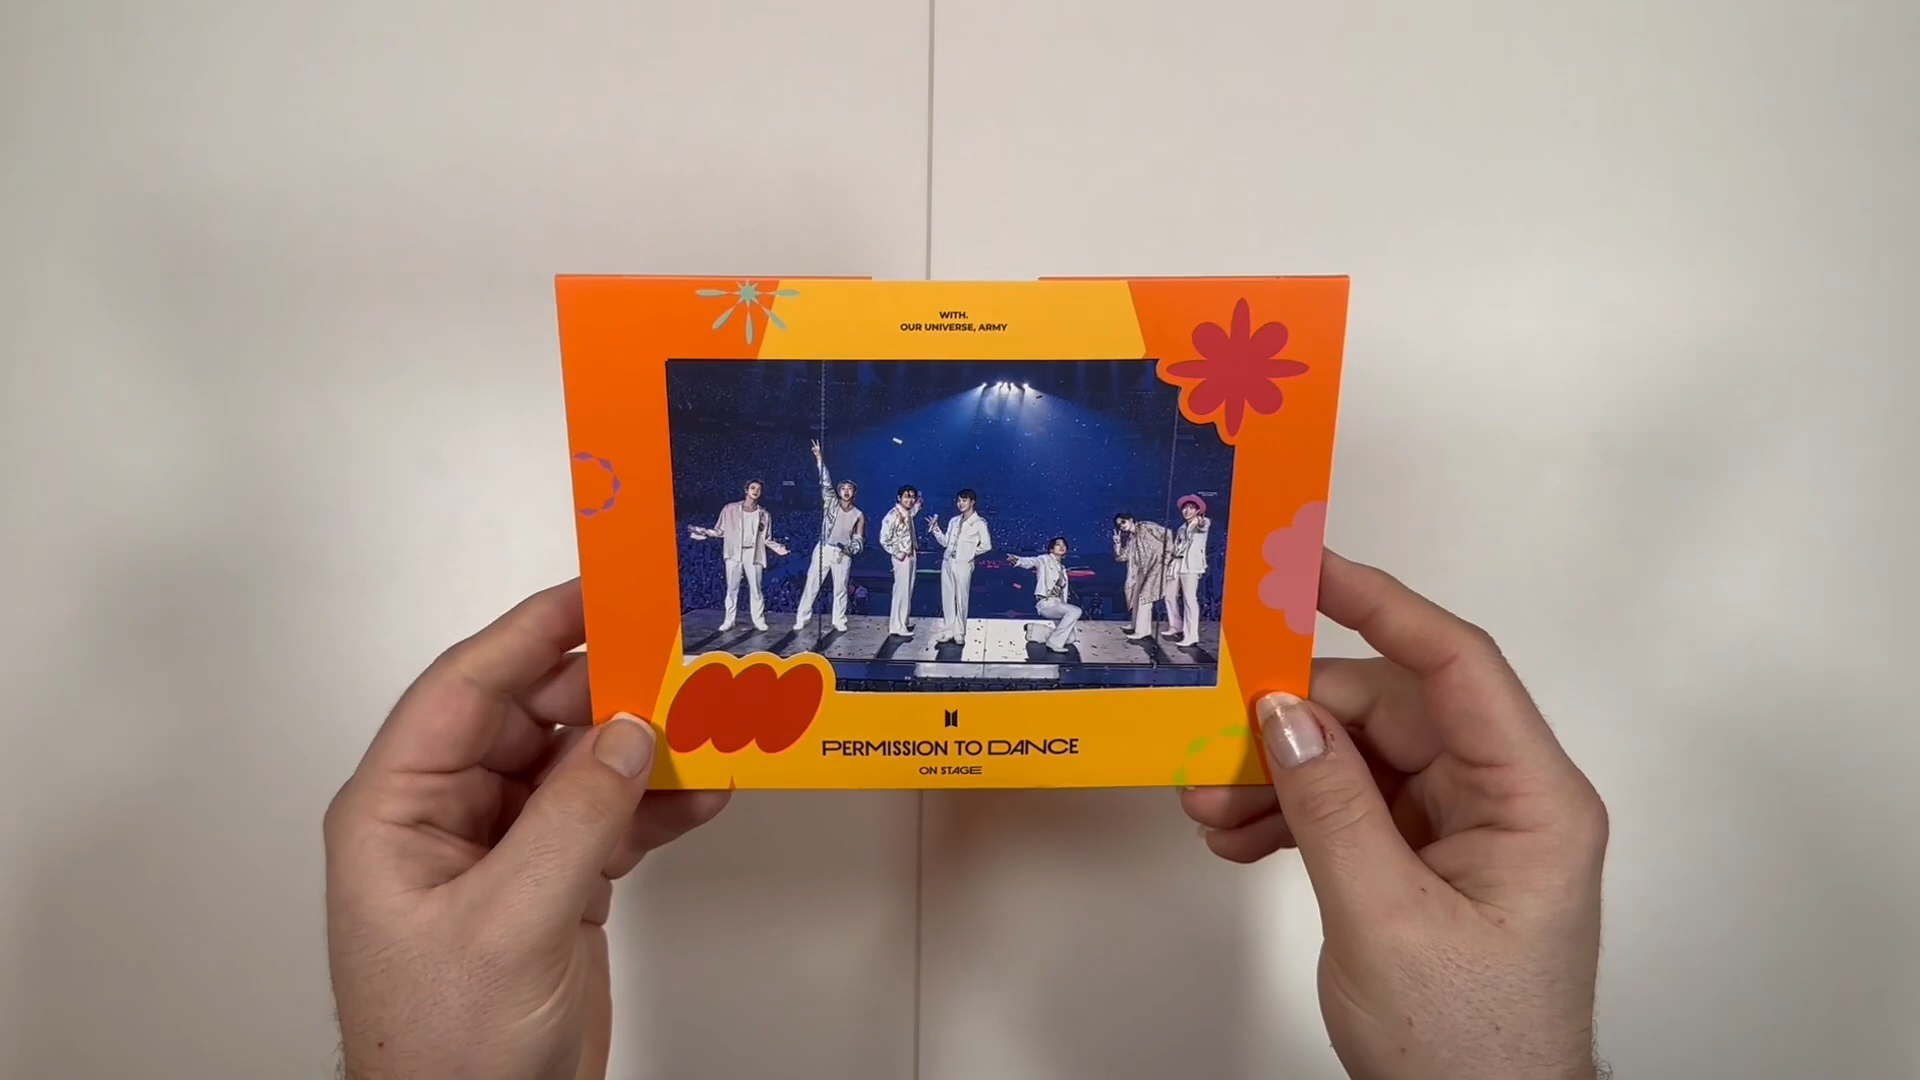 WITH.
OUR UNIVERSE, ARMY
PERMISSION TO DANCE
ON STAGE